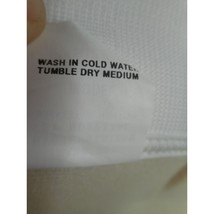 WASH IN COLD WATER
TUMBLE DRY MEDIUM